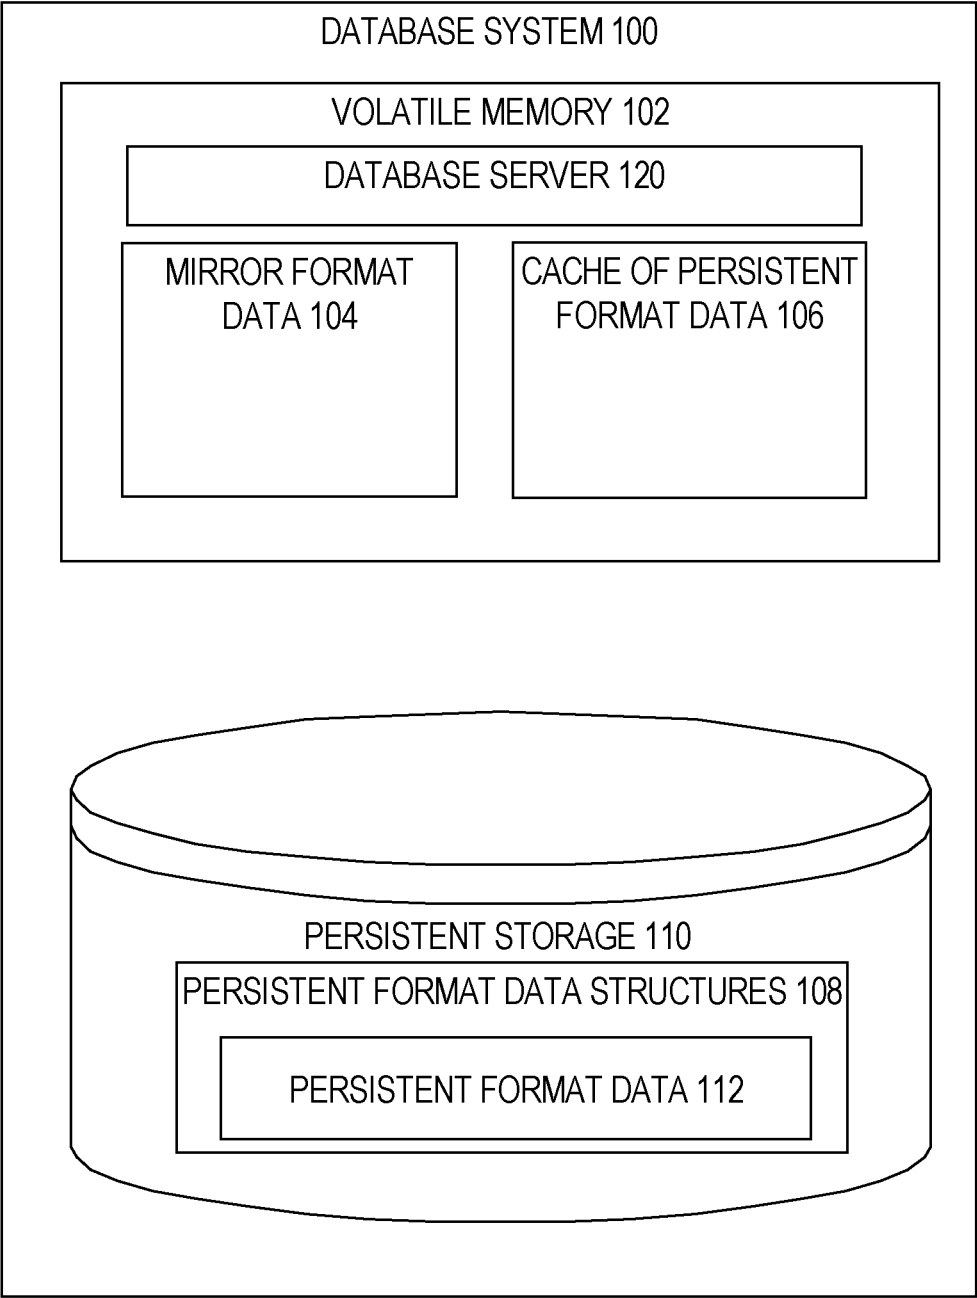 DATABASE SYSTEM 100
VOLATILE MEMORY 102
DATABASE SERVER 120
MIRROR FORMAT
DATA 104
CACHE OF PERSISTENT
FORMAT DATA 106
PERSISTENT STORAGE 110
PERSISTENT FORMAT DATA STRUCTURES 108
PERSISTENT FORMAT DATA 112